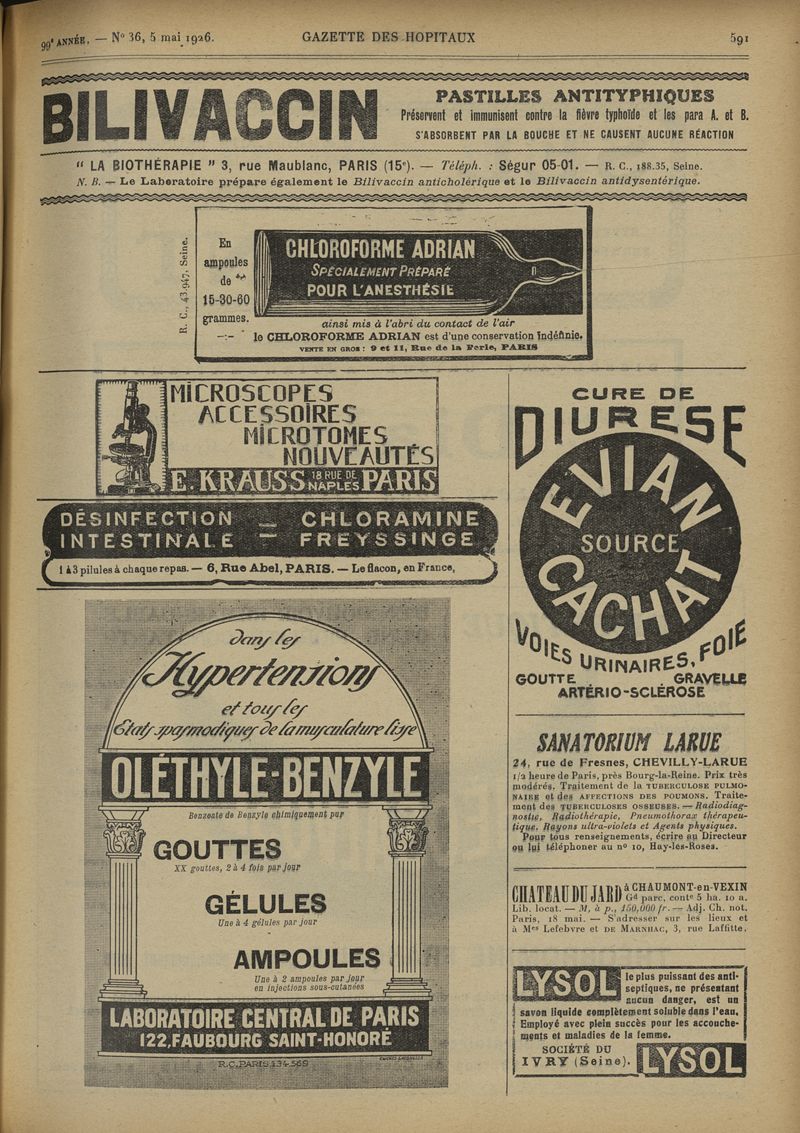 99e ANNÉE. — N° 36, 5 mai 1926. GAZETTE DES HOPITAUX 591
BILIVACCIN
PASTILLES ANTITYPHIQUES
Préservent et immunisent contre la fièvre typhoïde et les para A. et B.
S'ABSORBENT PAR LA BOUCHE ET NE CAUSENT AUCUNE RÉACTION
“ LA BIOTHÉRAPIE ” 3, rue Maublanc, PARIS (15e). — Téléph. : Ségur 05-01. — R. C., 188.35, Seine.
N. B. — Le Laboratoire prépare également le Bilivaccin anticholérique et le Bilivaccin antidysentérique.
R. C., 43.947, Seine.
En
ampoules
de
15-30-60
grammes.
CHLOROFORME ADRIAN
SPÉCIALEMENT PRÉPARÉ
POUR L'ANESTHÉSIE
ainsi mis à l'abri du contact de l'air
le CHLOROFORME ADRIAN est d'une conservation indéfinie.
VENTE EN GROS : 9 et 11, Rue de la Perle, PARIS
MICROSCOPES
ACCESSOIRES
MICROTOMES
NOUVEAUTÉS
E. KRAUSS 18 RUE DE NAPLES PARIS
DÉSINFECTION — CHLORAMINE
INTESTINALE — FREYSSINGE
1 à 3 pilules à chaque repas. — 6, Rue Abel, PARIS. — Le flacon, en France,
dans les
Hypertensions
et tous les
États spasmodiques de la musculature lisse
OLÉTHYLE-BENZYLE
Benzoate de Benzyle chimiquement pur
GOUTTES
XX gouttes, 2 à 4 fois par jour
GÉLULES
Une à 4 gélules par jour
AMPOULES
Une à 2 ampoules par jour
en injections sous-cutanées
LABORATOIRE CENTRAL DE PARIS
122, FAUBOURG SAINT-HONORÉ
R.C. PARIS 134-569
CURE DE
DIURESE
EVIAN
SOURCE
CACHAT
VOIES URINAIRES, FOIE
GOUTTE GRAVELLE
ARTÉRIO-SCLÉROSE
SANATORIUM LARUE
24, rue de Fresnes, CHEVILLY-LARUE
1/2 heure de Paris, près Bourg-la-Reine. Prix très
modérés. Traitement de la TUBERCULOSE PULMO-
NAIRE et des AFFECTIONS DES POUMONS. Traite-
ment des TUBERCULOSES OSSEUSES. — Radiodiag-
nostic, Radiothérapie, Pneumothorax thérapeu-
tique, Rayons ultra-violets et Agents physiques.
Pour tous renseignements, écrire au Directeur
ou lui téléphoner au n° 10, Hay-les-Roses.
CHATEAU DU JARD à CHAUMONT-en-VEXIN
Gd parc, conte 5 ha. 10 a.
Lib. locat. — M. à p., 150,000 fr. — Adj. Ch. not.
Paris, 18 mai. — S'adresser sur les lieux et
à Mes Lefebvre et DE MARNHAC, 3, rue Laffitte.
LYSOL le plus puissant des anti-
septiques, ne présentant
aucun danger, est un
savon liquide complètement soluble dans l'eau.
Employé avec plein succès pour les accouche-
ments et maladies de la femme.
SOCIÉTÉ DU
IVRY (Seine). LYSOL